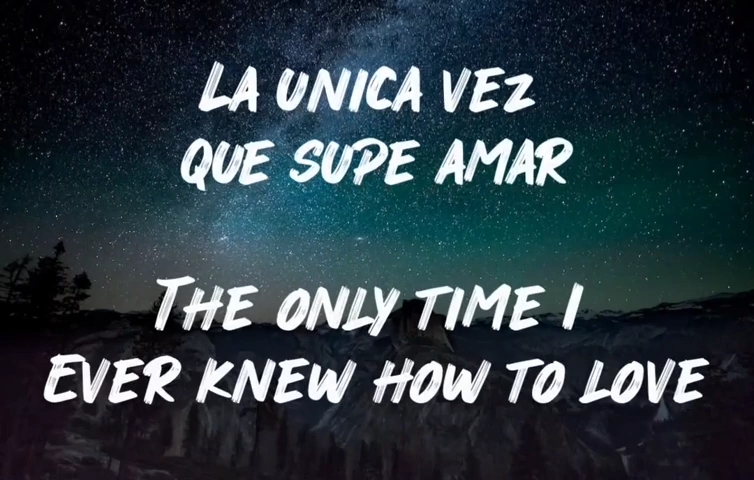 LA UNICA VEZ
QUE SUPE AMAR
THE ONLY TIME I
EVER KNEW HOW TO LOVE